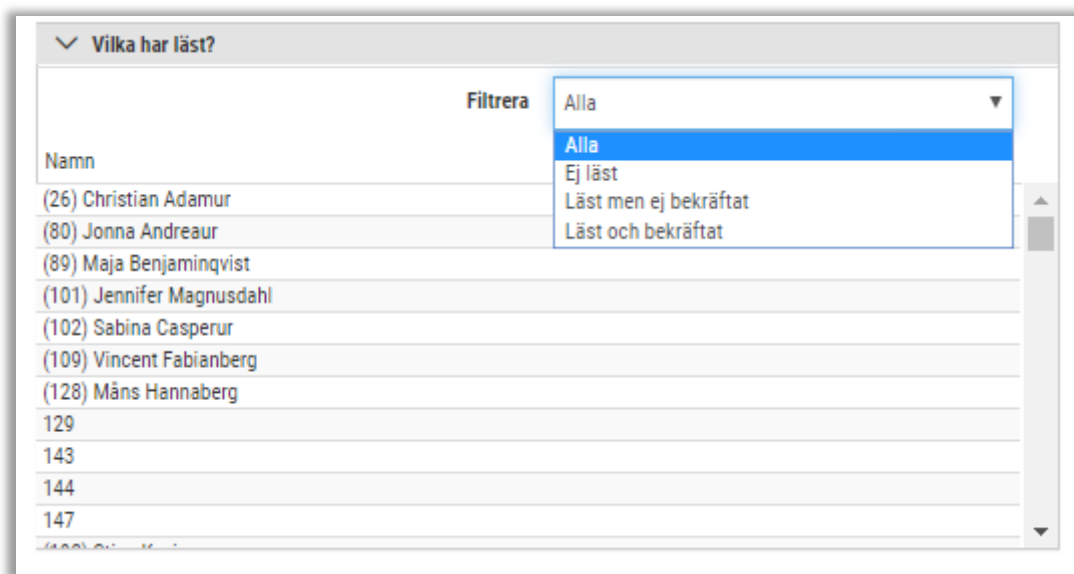 Vilka har läst?
Filtrera
Alla
Alla
Ej läst
Läst men ej bekräftat
Läst och bekräftat
Namn
(26) Christian Adamur
(80) Jonna Andreaur
(89) Maja Benjaminqvist
(101) Jennifer Magnusdahl
(102) Sabina Casperur
(109) Vincent Fabianberg
(128) Måns Hannaberg
129
143
144
147